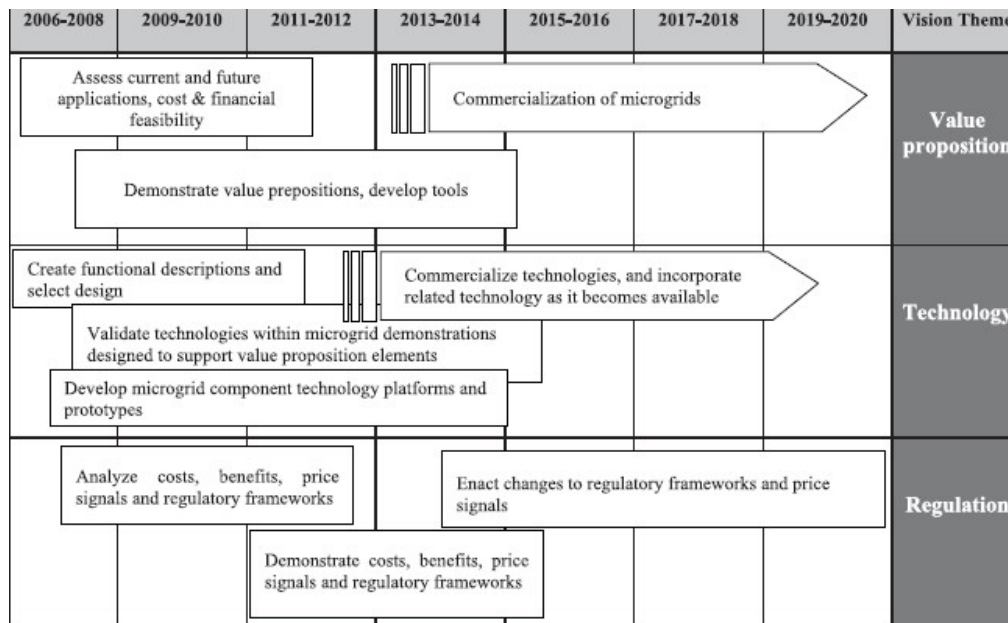 2006-2008 2009-2010 2011-2012 2013-2014 2015-2016 2017-2018 2019-2020 Vision Theme
Assess current and future
applications, cost & financial
feasibility
Commercialization of microgrids
Value
proposition
Demonstrate value prepositions, develop tools
Create functional descriptions and
select design
Commercialize technologies, and incorporate
related technology as it becomes available
Technology
Validate technologies within microgrid demonstrations
designed to support value proposition elements
Develop microgrid component technology platforms and
prototypes
Analyze costs, benefits, price
signals and regulatory frameworks
Enact changes to regulatory frameworks and price
signals
Regulation
Demonstrate costs, benefits, price
signals and regulatory frameworks